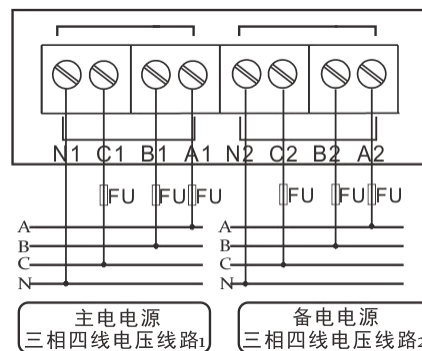 N1 C1 B1 A1 N2 C2 B2 A2
FU FU FU FU FU FU
A A
B B
C C
N N
主电电源 备电电源
三相四线电压线路1 三相四线电压线路2